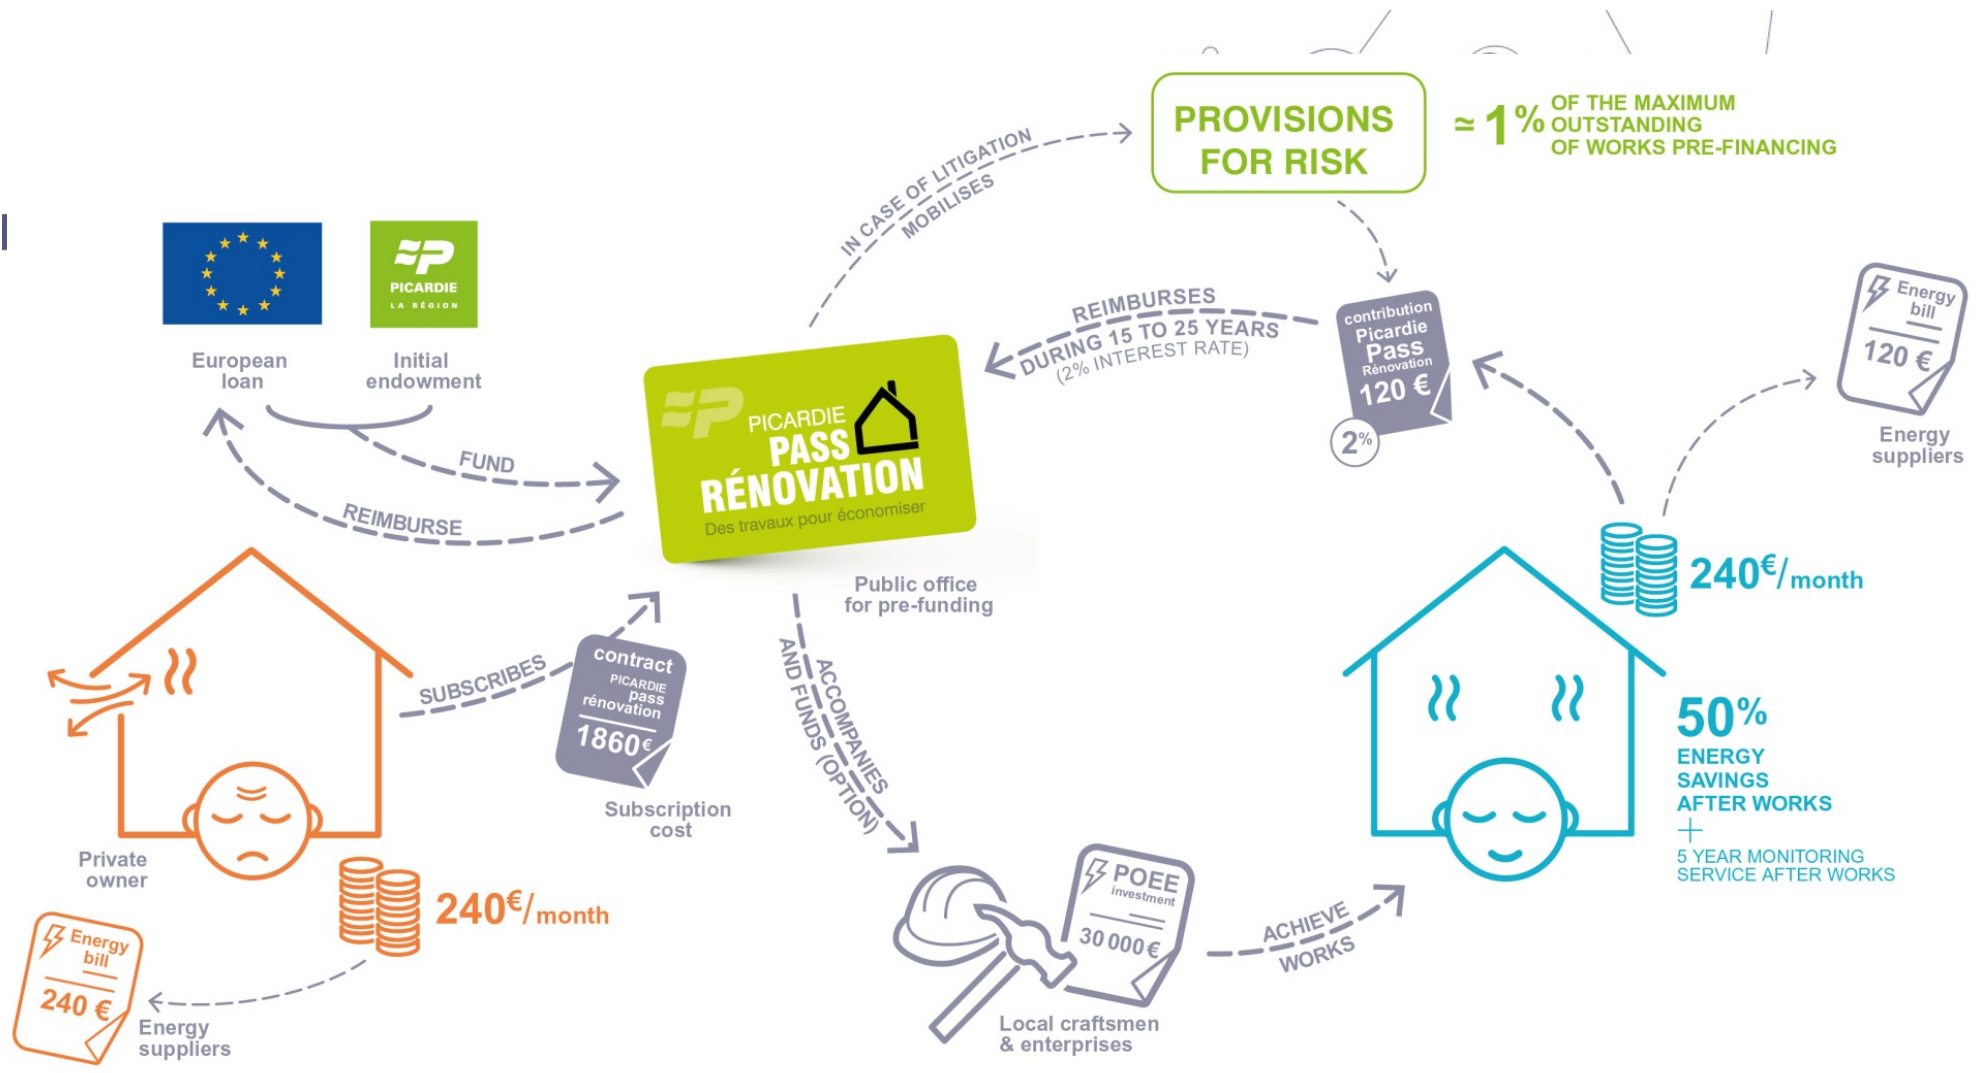 PROVISIONS
FOR RISK
≃ 1%
OF THE MAXIMUM
OUTSTANDING
OF WORKS PRE-FINANCING
IN CASE OF LITIGATION
MOBILISES
PICARDIE
LA RÉGION
European
loan
Initial
endowment
FUND
REIMBURSE
REIMBURSES
DURING 15 TO 25 YEARS
(2% INTEREST RATE)
contribution
Picardie
Pass
Rénovation
120 €
2%
Energy
bill
120 €
Energy
suppliers
PICARDIE
PASS
RÉNOVATION
Des travaux pour économiser
Public office
for pre-funding
SUBSCRIBES
contract
PICARDIE
pass
rénovation
1860€
Subscription
cost
ACCOMPANIES
AND FUNDS (OPTION)
240€/month
50%
ENERGY
SAVINGS
AFTER WORKS
+
5 YEAR MONITORING
SERVICE AFTER WORKS
Private
owner
240€/month
Energy
bill
240 €
Energy
suppliers
POEE
investment
30 000 €
Local craftsmen
& enterprises
ACHIEVE
WORKS